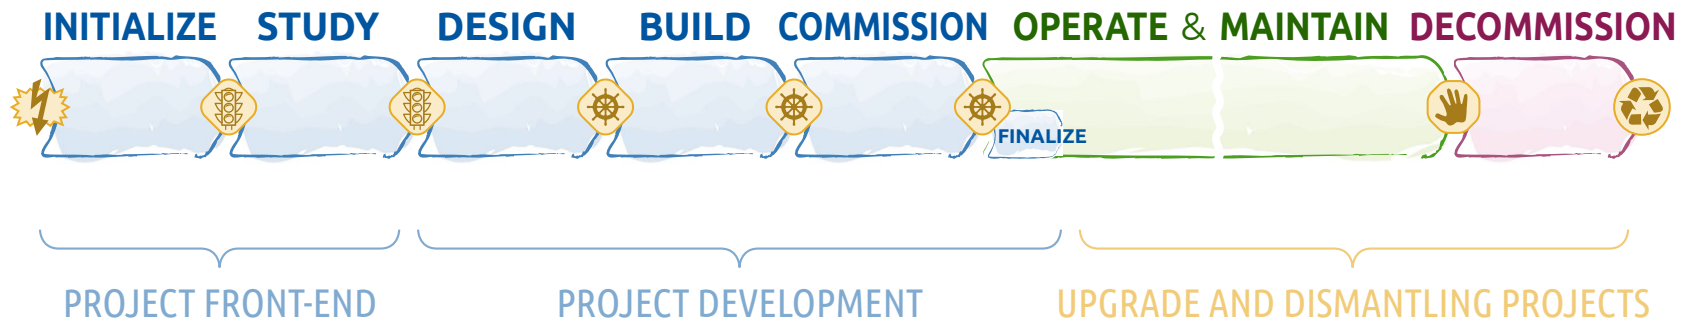 INITIALIZE STUDY DESIGN BUILD COMMISSION OPERATE & MAINTAIN DECOMMISSION
FINALIZE
PROJECT FRONT-END PROJECT DEVELOPMENT UPGRADE AND DISMANTLING PROJECTS